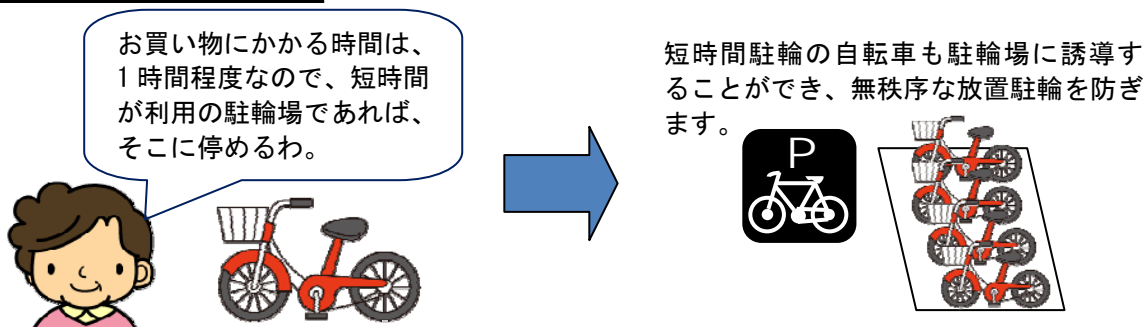 お買い物にかかる時間は、
1時間程度なので、短時間
が利用の駐輪場であれば、
そこに停めるわ。
短時間駐輪の自転車も駐輪場に誘導す
ることができ、無秩序な放置駐輪を防ぎ
ます。
P